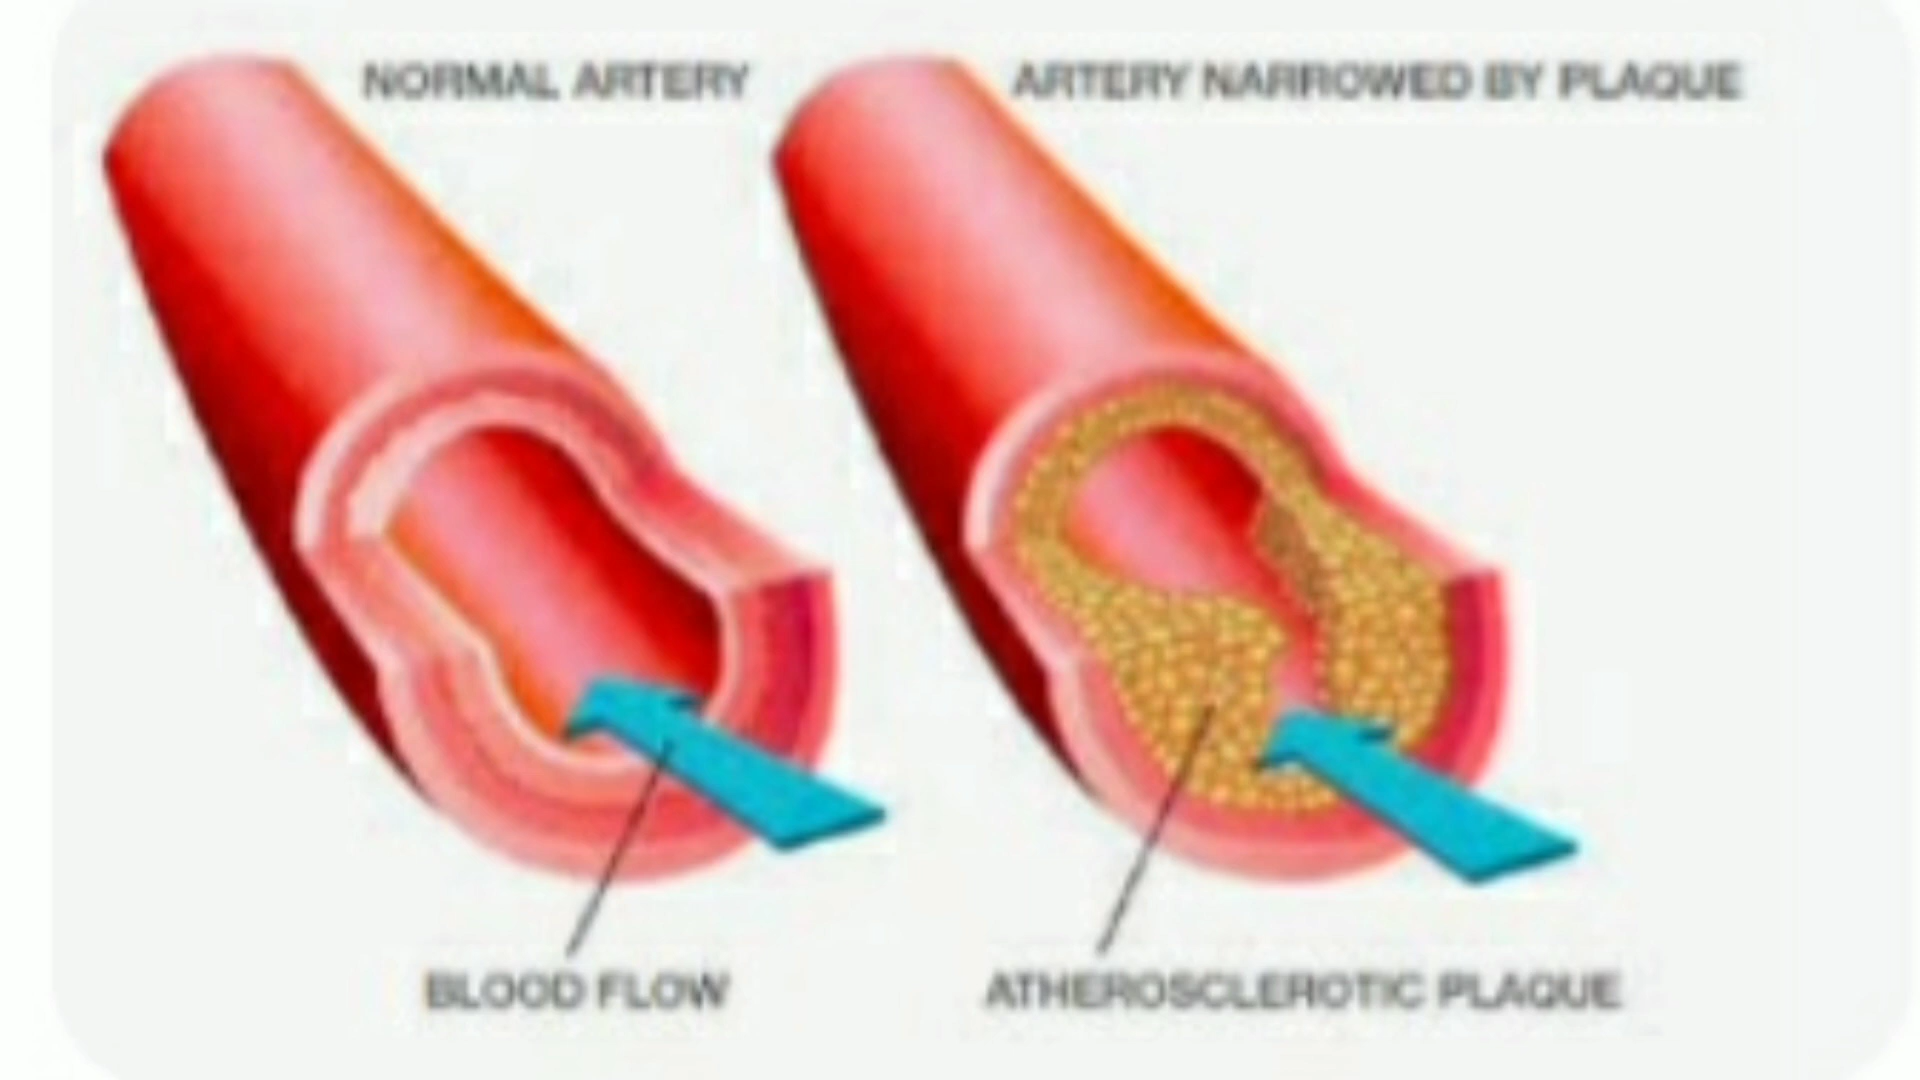 NORMAL ARTERY
ARTERY NARROWED BY PLAQUE
BLOOD FLOW
ATHEROSCLEROTIC PLAQUE